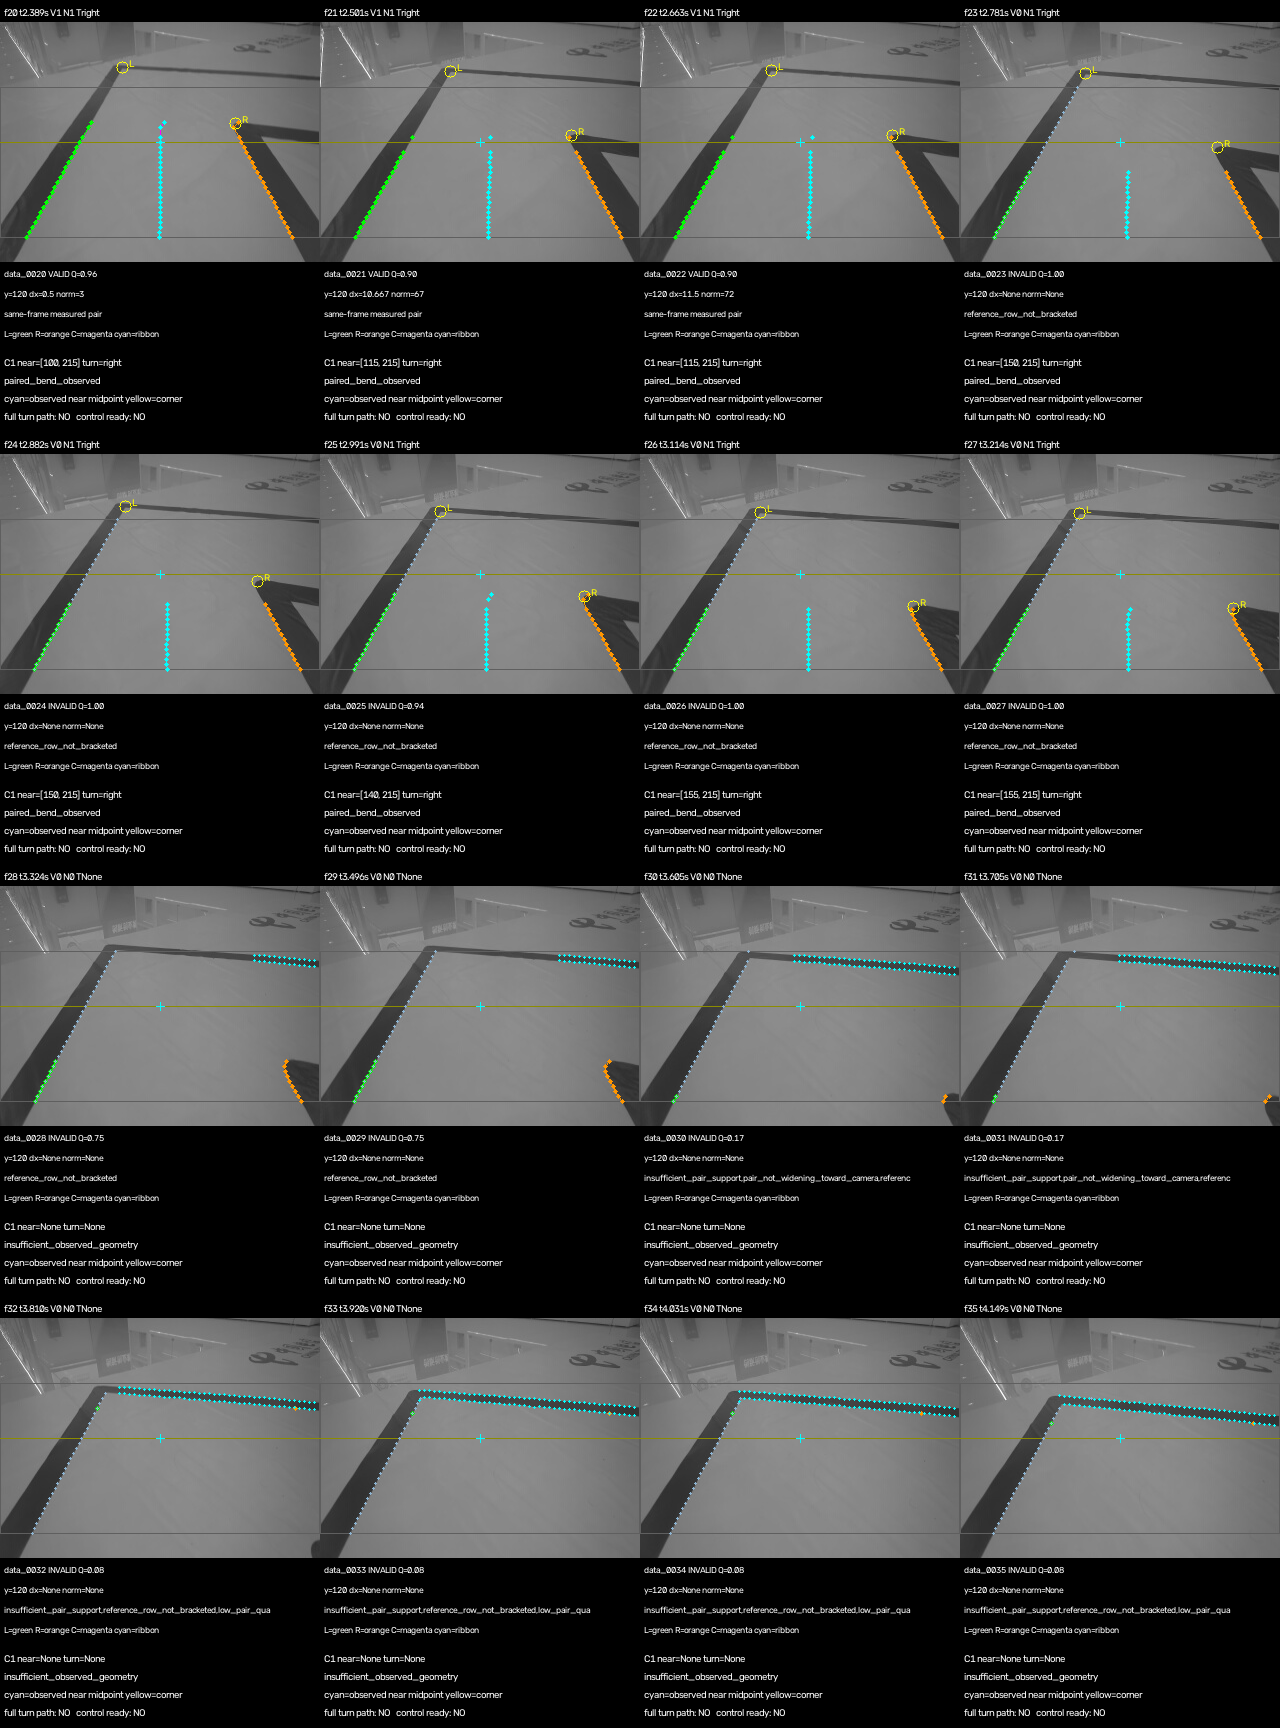 f20 t2.389s V1 N1 Tright
f21 t2.501s V1 N1 Tright
f22 t2.663s V1 N1 Tright
f23 t2.781s V0 N1 Tright
L
R
L
R
L
R
L
R
data_0020 VALID Q=0.96
y=120 dx=0.5 norm=3
same-frame measured pair
L=green R=orange C=magenta cyan=ribbon
C1 near=[100, 215] turn=right
paired_bend_observed
cyan=observed near midpoint yellow=corner
full turn path: NO control ready: NO
data_0021 VALID Q=0.90
y=120 dx=10.667 norm=67
same-frame measured pair
L=green R=orange C=magenta cyan=ribbon
C1 near=[115, 215] turn=right
paired_bend_observed
cyan=observed near midpoint yellow=corner
full turn path: NO control ready: NO
data_0022 VALID Q=0.90
y=120 dx=11.5 norm=72
same-frame measured pair
L=green R=orange C=magenta cyan=ribbon
C1 near=[115, 215] turn=right
paired_bend_observed
cyan=observed near midpoint yellow=corner
full turn path: NO control ready: NO
data_0023 INVALID Q=1.00
y=120 dx=None norm=None
reference_row_not_bracketed
L=green R=orange C=magenta cyan=ribbon
C1 near=[150, 215] turn=right
paired_bend_observed
cyan=observed near midpoint yellow=corner
full turn path: NO control ready: NO
f24 t2.882s V0 N1 Tright
f25 t2.991s V0 N1 Tright
f26 t3.114s V0 N1 Tright
f27 t3.214s V0 N1 Tright
L
R
L
R
L
R
L
R
data_0024 INVALID Q=1.00
y=120 dx=None norm=None
reference_row_not_bracketed
L=green R=orange C=magenta cyan=ribbon
C1 near=[150, 215] turn=right
paired_bend_observed
cyan=observed near midpoint yellow=corner
full turn path: NO control ready: NO
data_0025 INVALID Q=0.94
y=120 dx=None norm=None
reference_row_not_bracketed
L=green R=orange C=magenta cyan=ribbon
C1 near=[140, 215] turn=right
paired_bend_observed
cyan=observed near midpoint yellow=corner
full turn path: NO control ready: NO
data_0026 INVALID Q=1.00
y=120 dx=None norm=None
reference_row_not_bracketed
L=green R=orange C=magenta cyan=ribbon
C1 near=[155, 215] turn=right
paired_bend_observed
cyan=observed near midpoint yellow=corner
full turn path: NO control ready: NO
data_0027 INVALID Q=1.00
y=120 dx=None norm=None
reference_row_not_bracketed
L=green R=orange C=magenta cyan=ribbon
C1 near=[155, 215] turn=right
paired_bend_observed
cyan=observed near midpoint yellow=corner
full turn path: NO control ready: NO
f28 t3.324s V0 N0 TNone
f29 t3.496s V0 N0 TNone
f30 t3.605s V0 N0 TNone
f31 t3.705s V0 N0 TNone
data_0028 INVALID Q=0.75
y=120 dx=None norm=None
reference_row_not_bracketed
L=green R=orange C=magenta cyan=ribbon
C1 near=None turn=None
insufficient_observed_geometry
cyan=observed near midpoint yellow=corner
full turn path: NO control ready: NO
data_0029 INVALID Q=0.75
y=120 dx=None norm=None
reference_row_not_bracketed
L=green R=orange C=magenta cyan=ribbon
C1 near=None turn=None
insufficient_observed_geometry
cyan=observed near midpoint yellow=corner
full turn path: NO control ready: NO
data_0030 INVALID Q=0.17
y=120 dx=None norm=None
insufficient_pair_support,pair_not_widening_toward_camera,referenc
L=green R=orange C=magenta cyan=ribbon
C1 near=None turn=None
insufficient_observed_geometry
cyan=observed near midpoint yellow=corner
full turn path: NO control ready: NO
data_0031 INVALID Q=0.17
y=120 dx=None norm=None
insufficient_pair_support,pair_not_widening_toward_camera,referenc
L=green R=orange C=magenta cyan=ribbon
C1 near=None turn=None
insufficient_observed_geometry
cyan=observed near midpoint yellow=corner
full turn path: NO control ready: NO
f32 t3.810s V0 N0 TNone
f33 t3.920s V0 N0 TNone
f34 t4.031s V0 N0 TNone
f35 t4.149s V0 N0 TNone
data_0032 INVALID Q=0.08
y=120 dx=None norm=None
insufficient_pair_support,reference_row_not_bracketed,low_pair_qua
L=green R=orange C=magenta cyan=ribbon
C1 near=None turn=None
insufficient_observed_geometry
cyan=observed near midpoint yellow=corner
full turn path: NO control ready: NO
data_0033 INVALID Q=0.08
y=120 dx=None norm=None
insufficient_pair_support,reference_row_not_bracketed,low_pair_qua
L=green R=orange C=magenta cyan=ribbon
C1 near=None turn=None
insufficient_observed_geometry
cyan=observed near midpoint yellow=corner
full turn path: NO control ready: NO
data_0034 INVALID Q=0.08
y=120 dx=None norm=None
insufficient_pair_support,reference_row_not_bracketed,low_pair_qua
L=green R=orange C=magenta cyan=ribbon
C1 near=None turn=None
insufficient_observed_geometry
cyan=observed near midpoint yellow=corner
full turn path: NO control ready: NO
data_0035 INVALID Q=0.08
y=120 dx=None norm=None
insufficient_pair_support,reference_row_not_bracketed,low_pair_qua
L=green R=orange C=magenta cyan=ribbon
C1 near=None turn=None
insufficient_observed_geometry
cyan=observed near midpoint yellow=corner
full turn path: NO control ready: NO